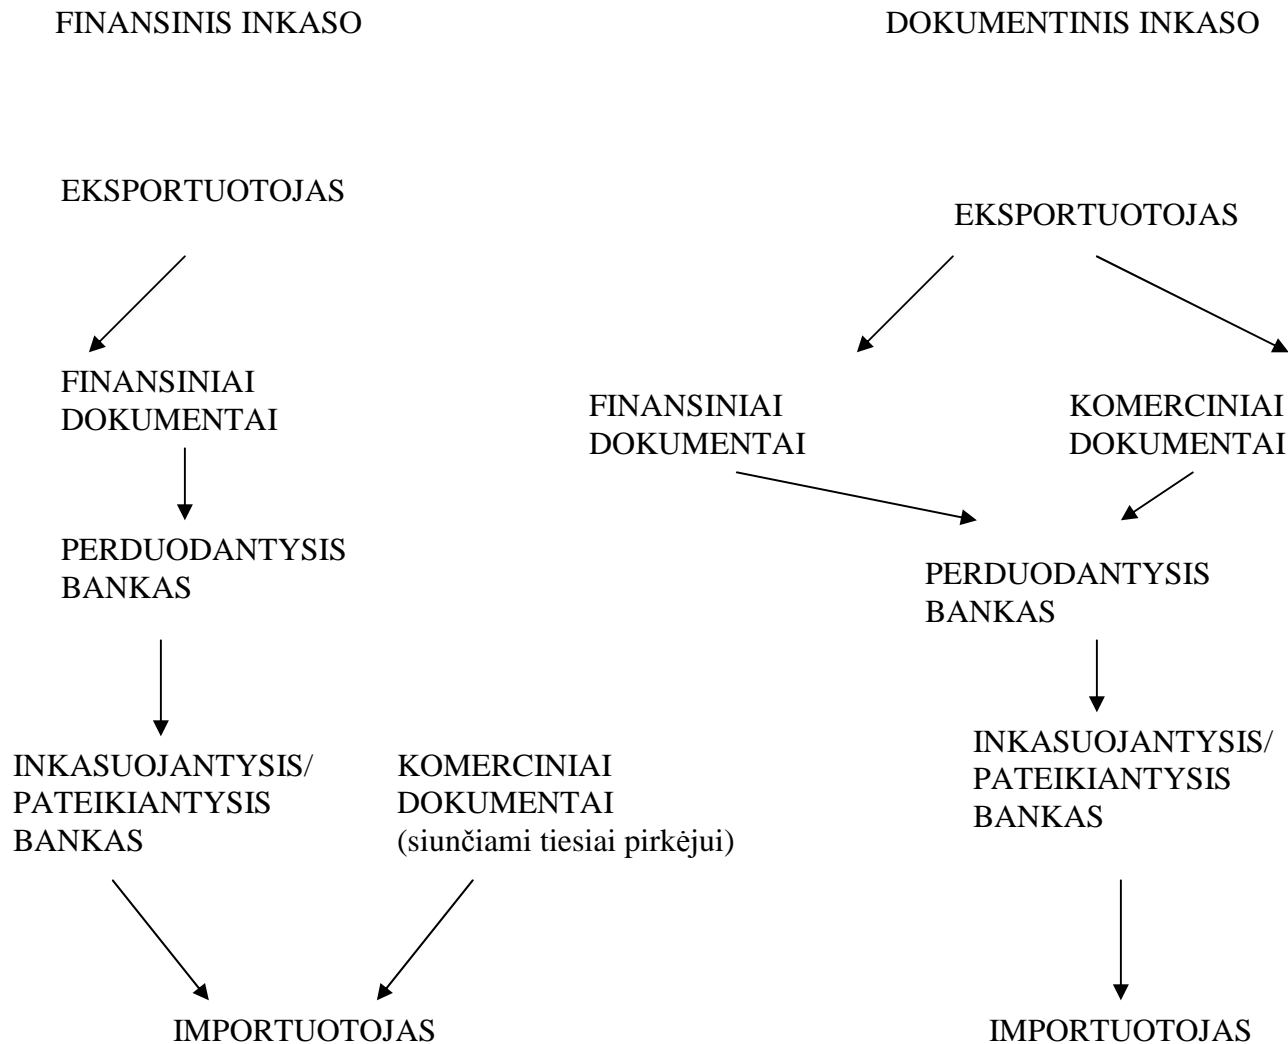 FINANSINIS INKASO
DOKUMENTINIS INKASO
EKSPORTUOTOJAS
EKSPORTUOTOJAS
FINANSINIAI
DOKUMENTAI
FINANSINIAI
DOKUMENTAI
KOMERCINIAI
DOKUMENTAI
PERDUODANTYSIS
BANKAS
PERDUODANTYSIS
BANKAS
INKASUOJANTYSIS/
PATEIKIANTYSIS
BANKAS
KOMERCINIAI
DOKUMENTAI
(siunčiami tiesiai pirkėjui)
INKASUOJANTYSIS/
PATEIKIANTYSIS
BANKAS
IMPORTUOTOJAS
IMPORTUOTOJAS